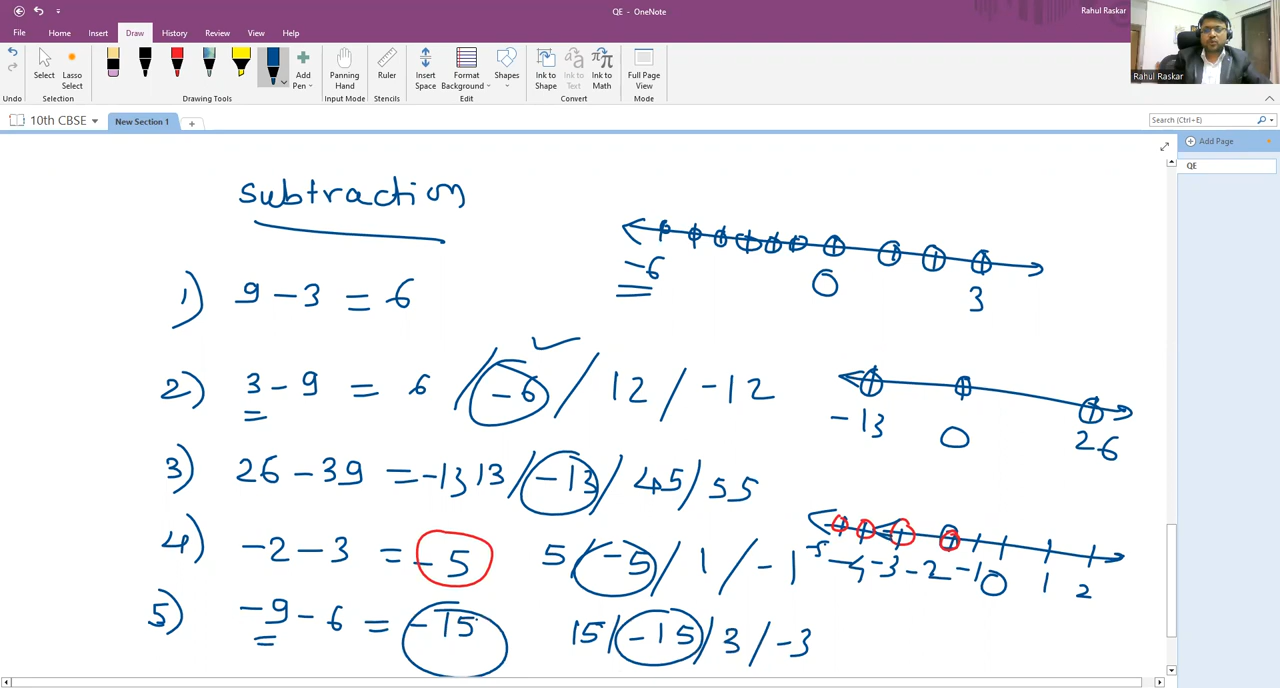 QE - OneNote
Rahul Raskar
File Home Insert Draw History Review View Help
Undo
Select
Lasso Select
Add Pen
Panning Hand
Ruler
Insert Space
Format Background
Shapes
Ink to Shape
Ink to Text
Ink to Math
Full Page View
Selection
Drawing Tools
Input Mode
Stencils
Edit
Convert
Mode
Rahul Raskar
10th CBSE
New Section 1
Search (Ctrl+E)
Add Page
QE
subtraction
-6 0 3
1) 9 - 3 = 6
2) 3 - 9 = 6 / -6 / 12 / -12
-13 0 26
3) 26 - 39 = -13 13 / -13 / 45 / 55
4) -2 - 3 = -5 5 / -5 / 1 / -1
-5 -4 -3 -2 -1 0 1 2
5) -9 - 6 = -15 15 / -15 / 3 / -3